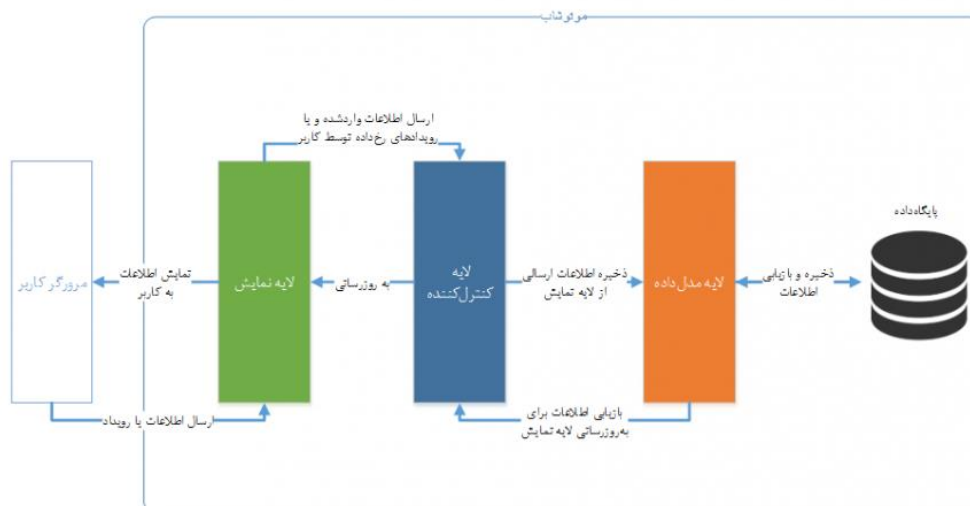 موتوشاب
ارسال اطلاعات واردشده و یا
رویدادهای رخ‌داده توسط کاربر
پایگاه‌داده
مرورگر کاربر
نمایش اطلاعات
به کاربر
لایه نمایش
به روزرسانی
لایه
کنترل‌کننده
ذخیره اطلاعات ارسالی
از لایه نمایش
لایه مدل‌داده
ذخیره و بازیابی
اطلاعات
ارسال اطلاعات یا رویداد
بازیابی اطلاعات برای
به‌روزرسانی لایه نمایش